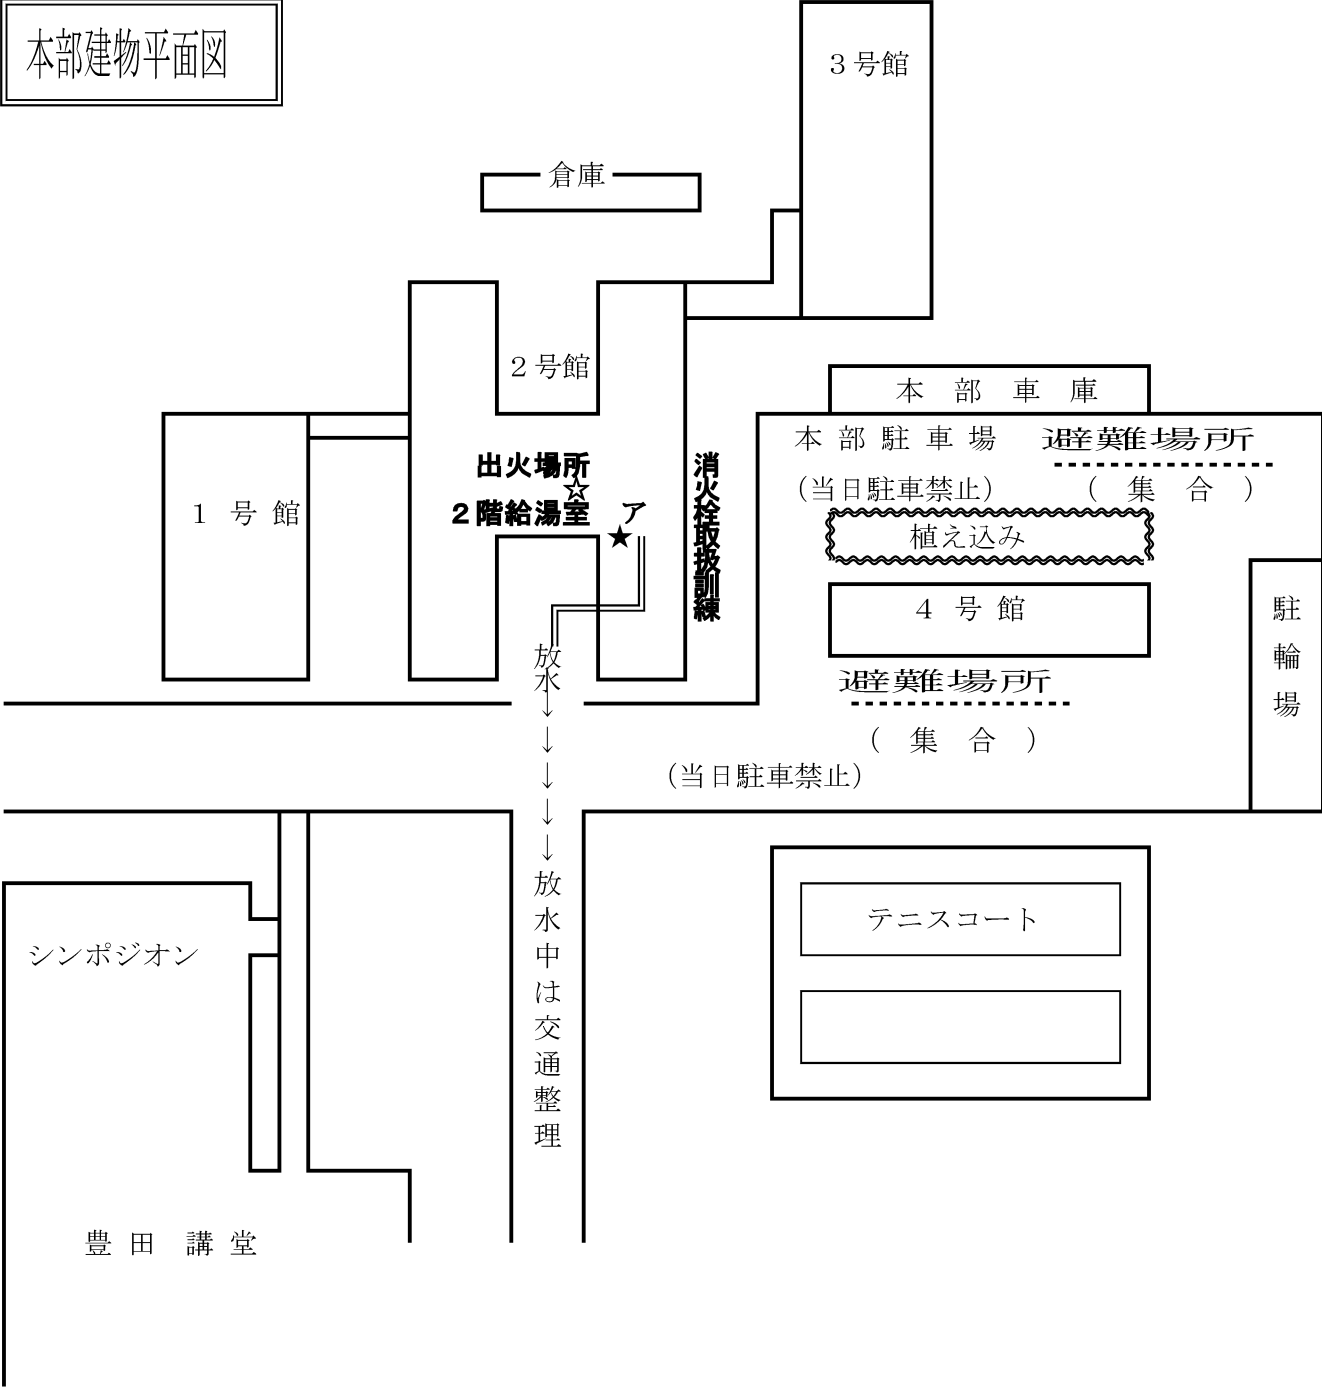 本部建物平面図
３号館
倉庫
２号館
本部車庫
本部駐車場
避難場所
（当日駐車禁止）
（集合）
植え込み
１号館
出火場所
☆
２階給湯室
ア
★
消火栓取扱訓練
４号館
駐輪場
避難場所
（集合）
（当日駐車禁止）
放水
↓
↓
↓
↓
↓
放水中は交通整理
テニスコート
シンポジオン
豊田講堂